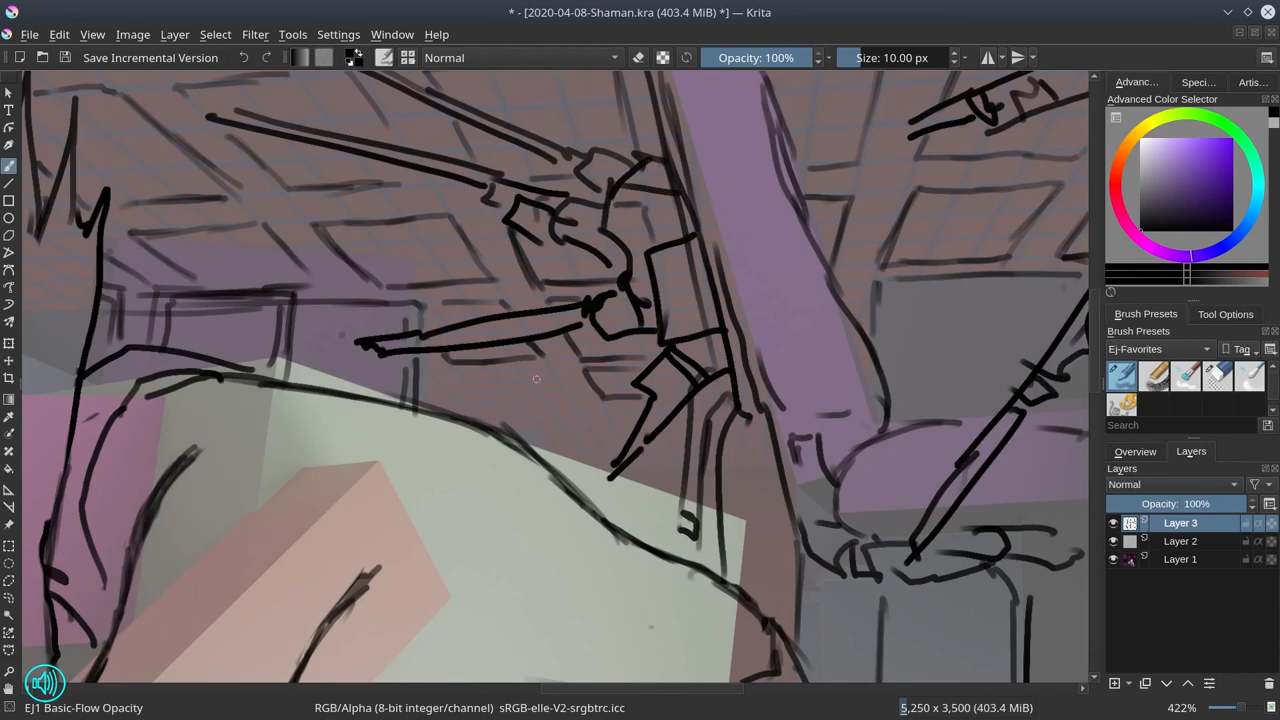 * - [2020-04-08-Shaman.kra (403.4 MiB) *] — Krita
File Edit View Image Layer Select Filter Tools Settings Window Help
Save Incremental Version Normal Opacity: 100% Size: 10.00 px
Advanc... Speci... Artis...
Advanced Color Selector
Brush Presets Tool Options
Brush Presets
Ej-Favorites Tag
Search
Overview Layers
Layers
Normal
Opacity: 100%
Layer 3
Layer 2
Layer 1
EJ1 Basic-Flow Opacity RGB/Alpha (8-bit integer/channel) sRGB-elle-V2-srgbtrc.icc 5,250 x 3,500 (403.4 MiB) 422%